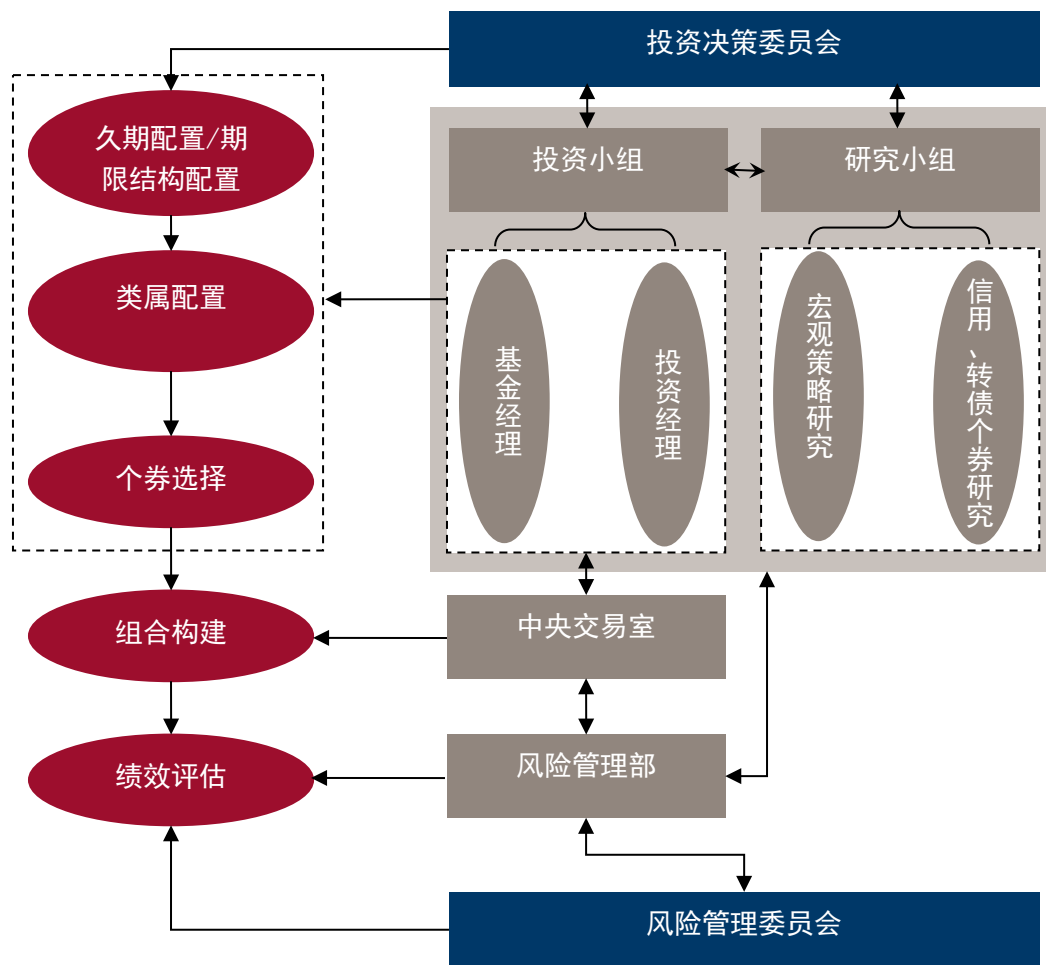 投资决策委员会
久期配置/期
限结构配置
投资小组
研究小组
类属配置
基金经理
投资经理
宏观策略研究
信用、转债个券研究
个券选择
组合构建
中央交易室
绩效评估
风险管理部
风险管理委员会